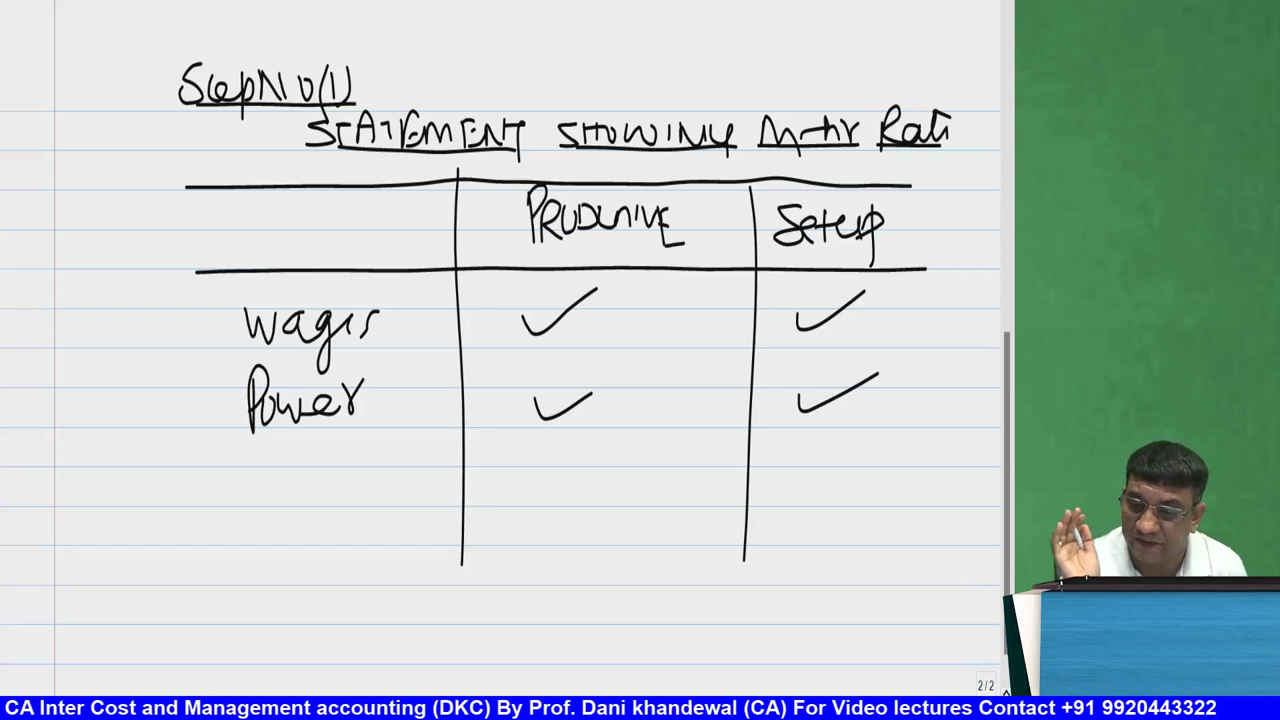 Step No (1)
STATEMENT SHOWING M-Hr Rate
PRODUCTIVE Setup
Wages ✓ ✓
Power ✓ ✓
2/2
CA Inter Cost and Management accounting (DKC) By Prof. Dani khandewal (CA) For Video lectures Contact +91 9920443322